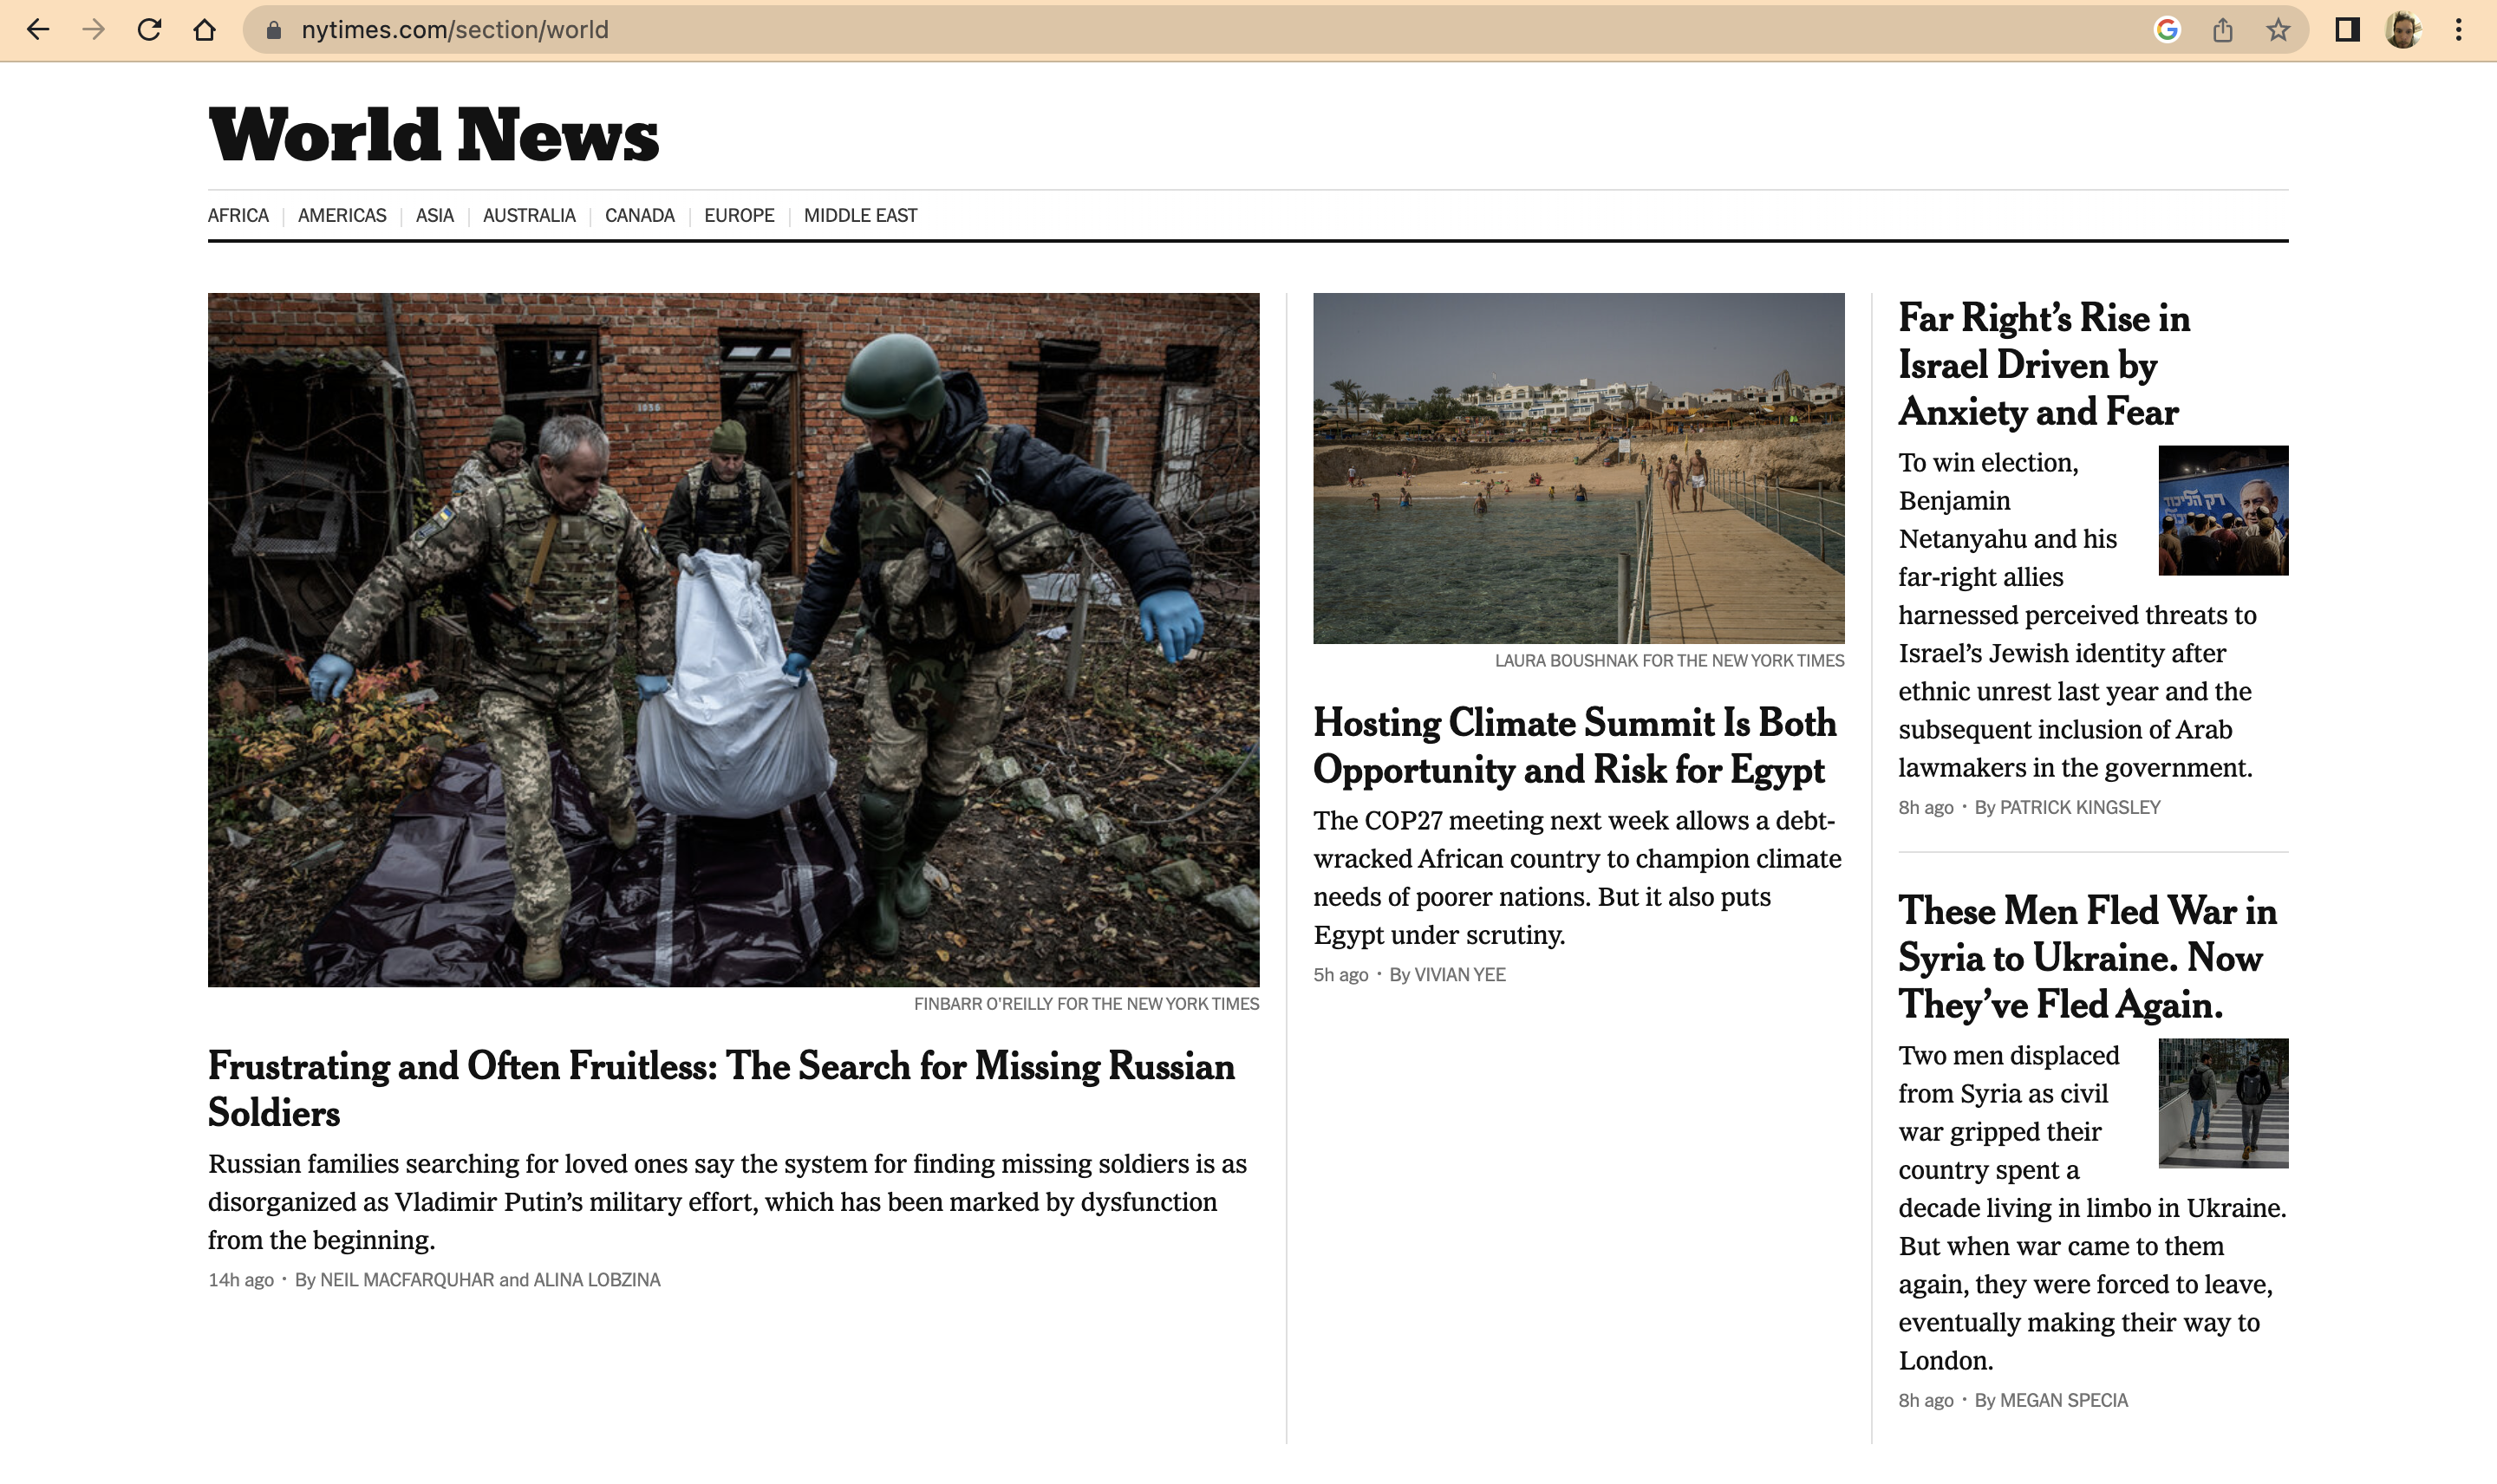 nytimes.com/section/world
World News
AFRICA
AMERICAS
ASIA
AUSTRALIA
CANADA
EUROPE
MIDDLE EAST
1936
FINBARR O'REILLY FOR THE NEW YORK TIMES
Frustrating and Often Fruitless: The Search for Missing Russian
Soldiers
Russian families searching for loved ones say the system for finding missing soldiers is as
disorganized as Vladimir Putin’s military effort, which has been marked by dysfunction
from the beginning.
14h ago · By NEIL MACFARQUHAR and ALINA LOBZINA
LAURA BOUSHNAK FOR THE NEW YORK TIMES
Hosting Climate Summit Is Both
Opportunity and Risk for Egypt
The COP27 meeting next week allows a debt-
wracked African country to champion climate
needs of poorer nations. But it also puts
Egypt under scrutiny.
5h ago · By VIVIAN YEE
Far Right’s Rise in
Israel Driven by
Anxiety and Fear
To win election,
Benjamin
Netanyahu and his
far-right allies
harnessed perceived threats to
Israel’s Jewish identity after
ethnic unrest last year and the
subsequent inclusion of Arab
lawmakers in the government.
רק הליכוד
8h ago · By PATRICK KINGSLEY
These Men Fled War in
Syria to Ukraine. Now
They’ve Fled Again.
Two men displaced
from Syria as civil
war gripped their
country spent a
decade living in limbo in Ukraine.
But when war came to them
again, they were forced to leave,
eventually making their way to
London.
8h ago · By MEGAN SPECIA